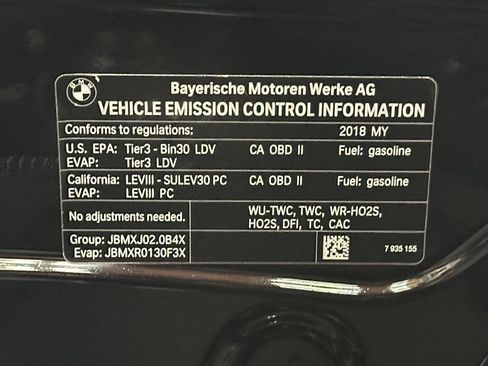 BMW
Bayerische Motoren Werke AG
VEHICLE EMISSION CONTROL INFORMATION
Conforms to regulations: 2018 MY
U.S. EPA: Tier3 - Bin30 LDV CA OBD II Fuel: gasoline
EVAP: Tier3 LDV
California: LEVIII - SULEV30 PC CA OBD II Fuel: gasoline
EVAP: LEVIII PC
No adjustments needed. WU-TWC, TWC, WR-HO2S,
HO2S, DFI, TC, CAC
Group: JBMXJ02.0B4X
Evap: JBMXR0130F3X 7 935 155